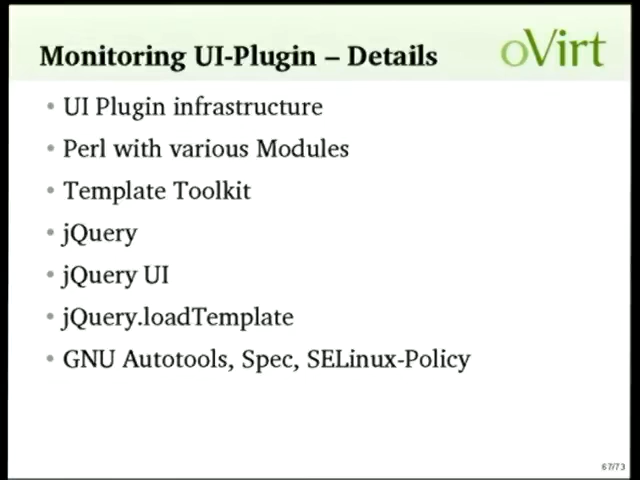 Monitoring UI-Plugin – Details
oVirt
• UI Plugin infrastructure
• Perl with various Modules
• Template Toolkit
• jQuery
• jQuery UI
• jQuery.loadTemplate
• GNU Autotools, Spec, SELinux-Policy
67/73